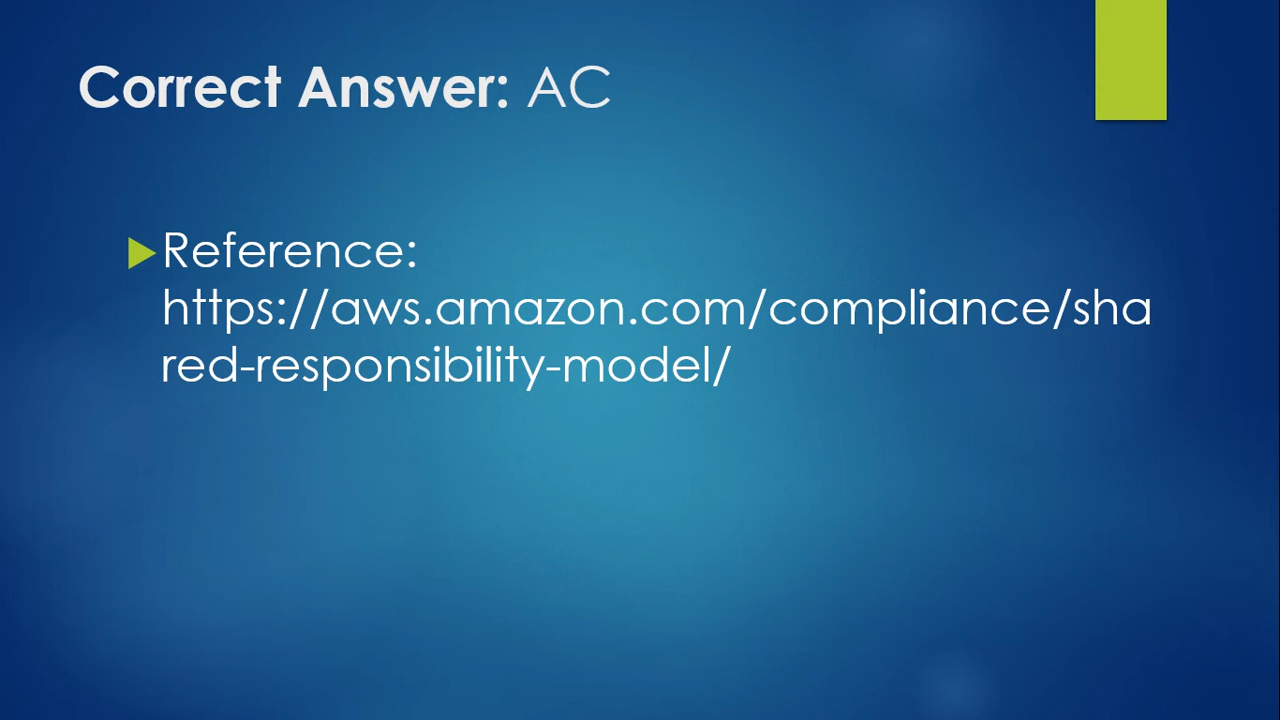 Correct Answer: AC
Reference:
https://aws.amazon.com/compliance/sha
red-responsibility-model/